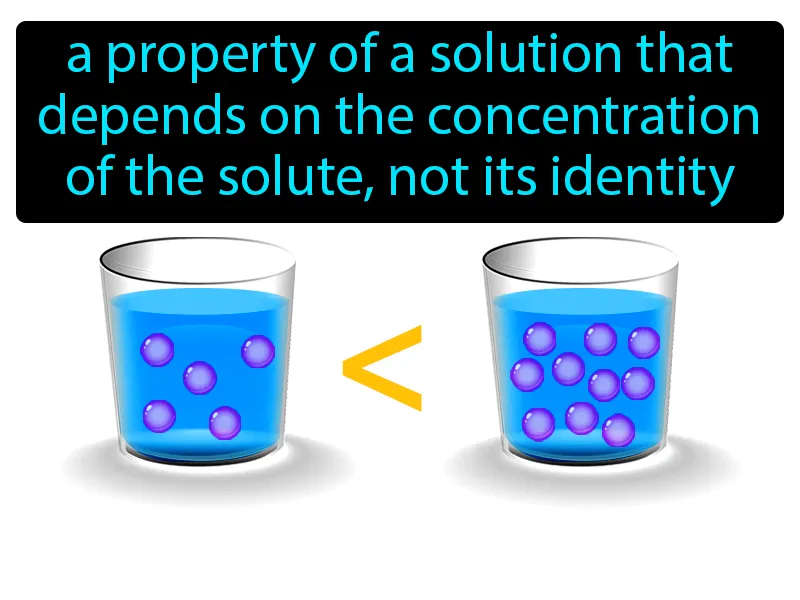 a property of a solution that
depends on the concentration
of the solute, not its identity
<